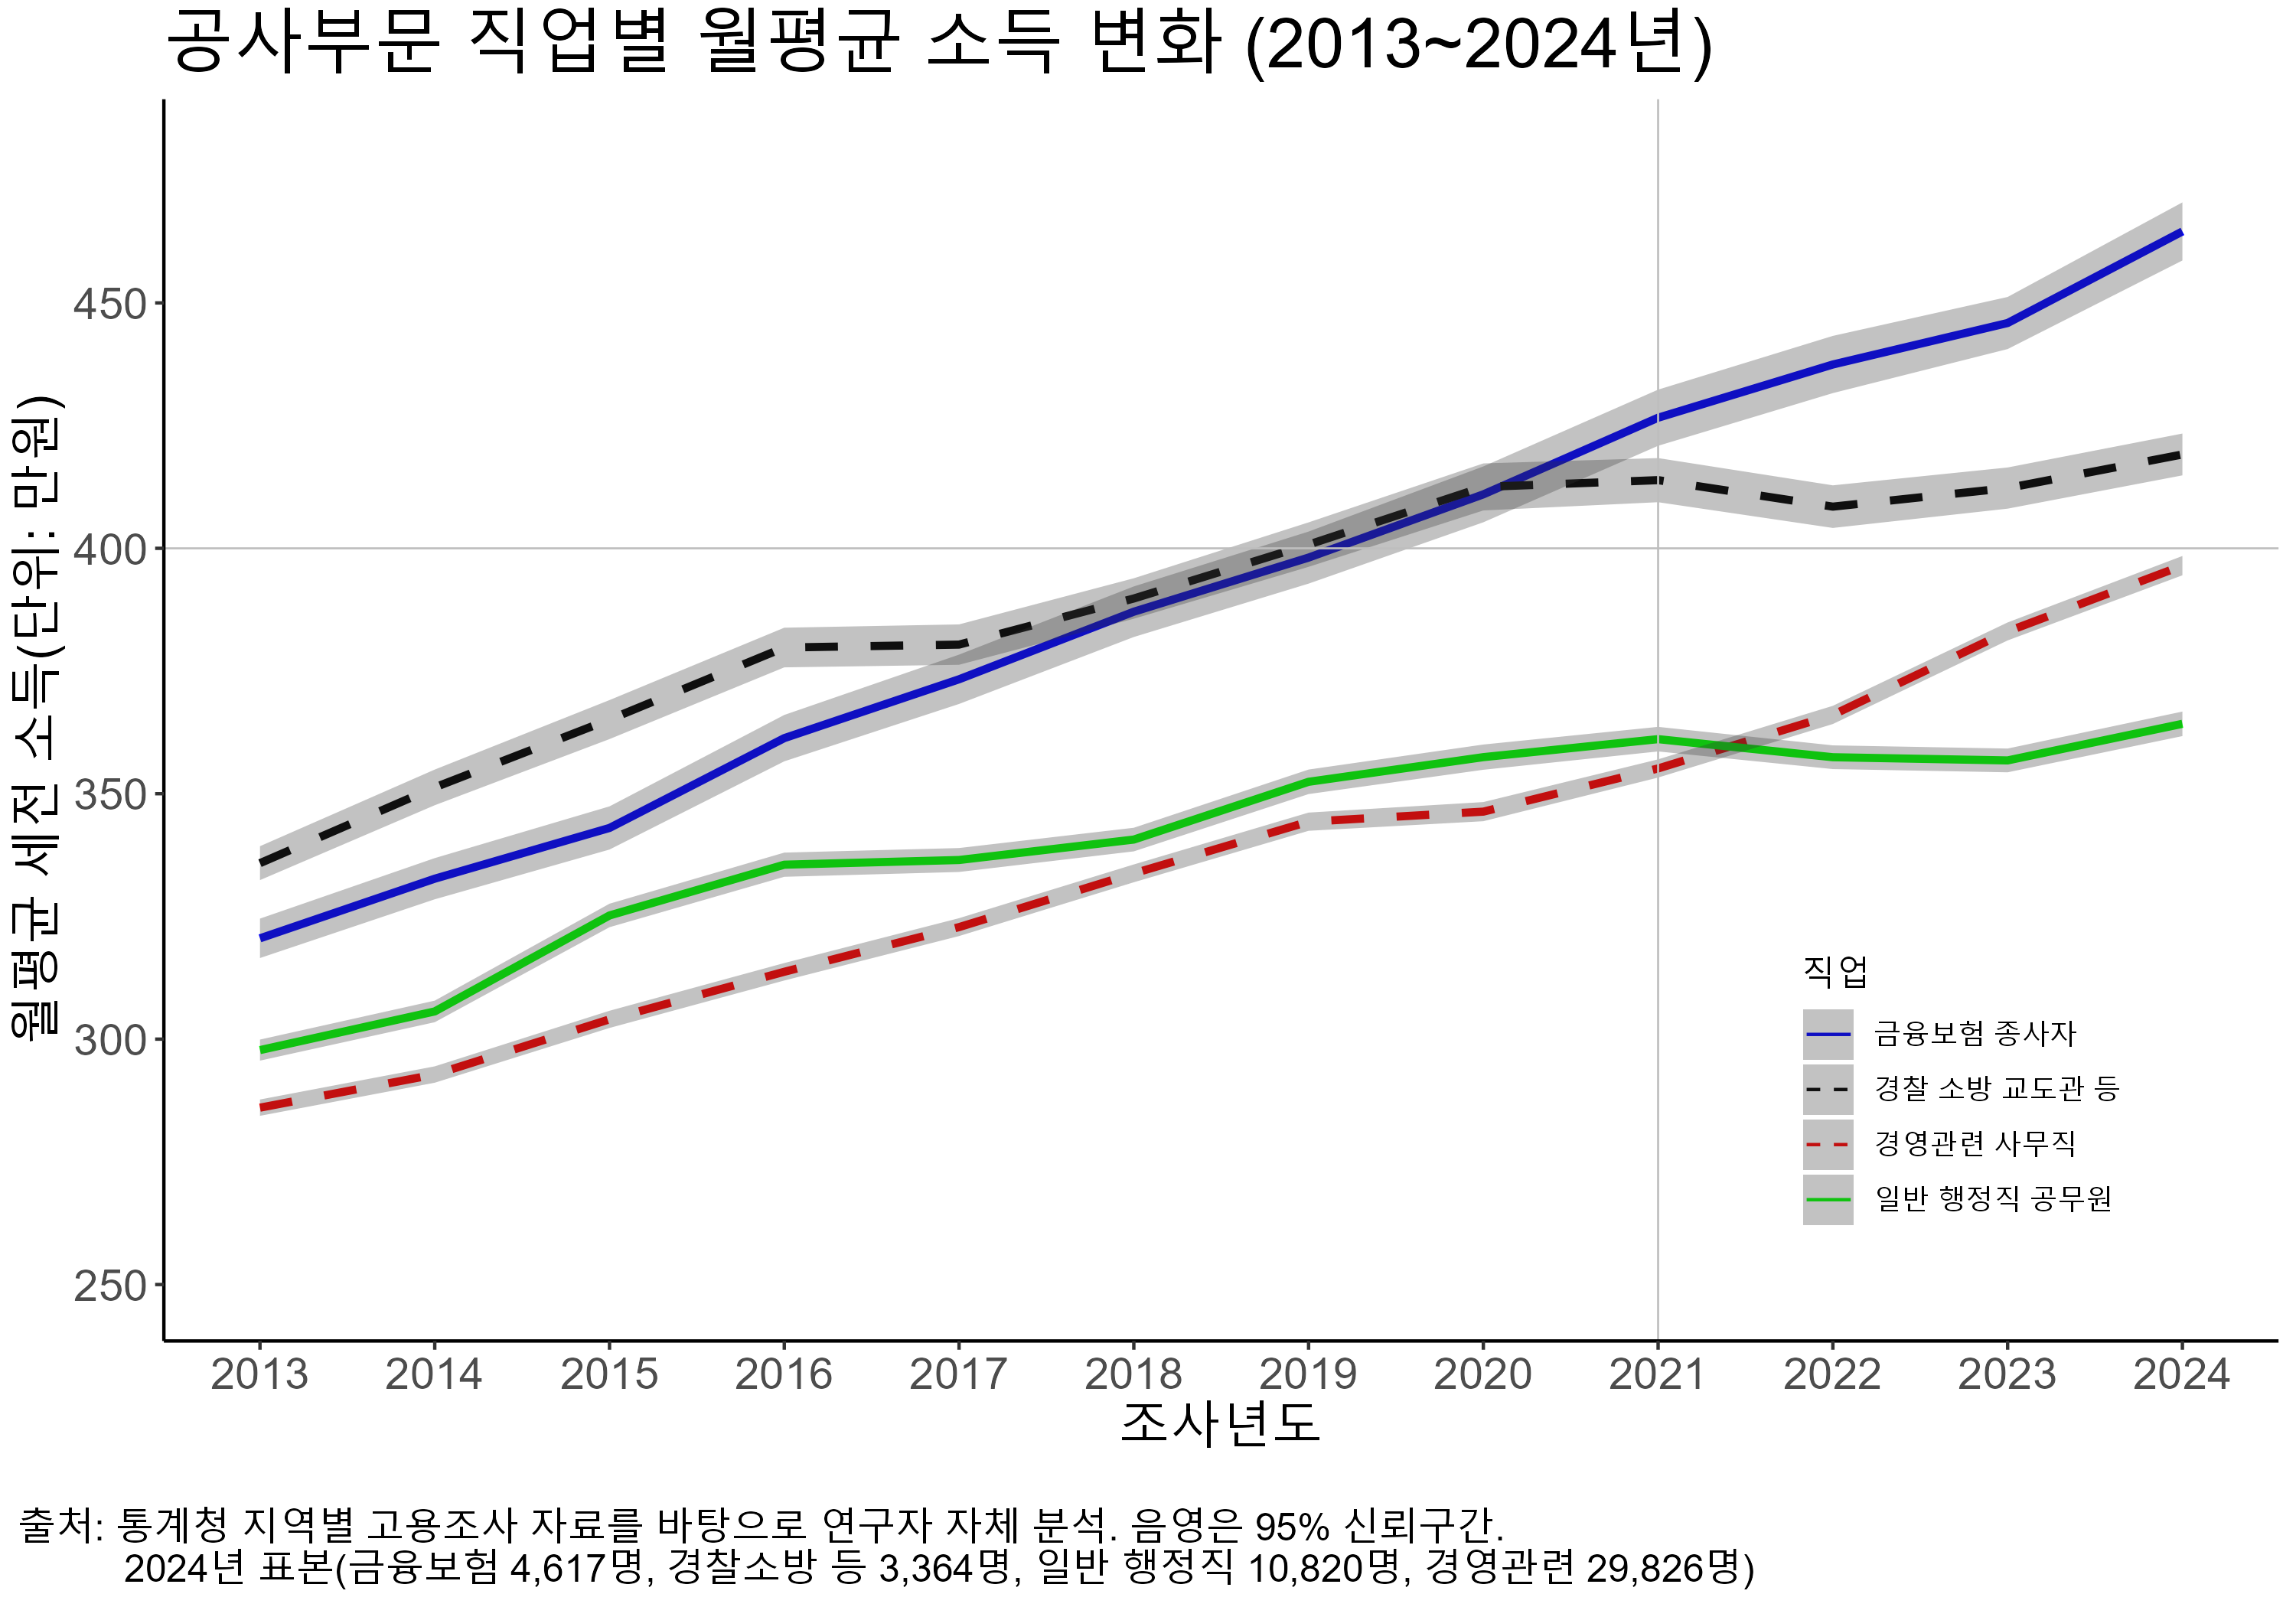 공사부문 직업별 월평균 소득 변화 (2013~2024년)
월평균 세전 소득(단위: 만원)
450
400
350
300
250
직업
금융보험 종사자
경찰 소방 교도관 등
경영관련 사무직
일반 행정직 공무원
2013 2014 2015 2016 2017 2018 2019 2020 2021 2022 2023 2024
조사년도
출처: 통계청 지역별 고용조사 자료를 바탕으로 연구자 자체 분석. 음영은 95% 신뢰구간.
2024년 표본(금융보험 4,617명, 경찰소방 등 3,364명, 일반 행정직 10,820명, 경영관련 29,826명)